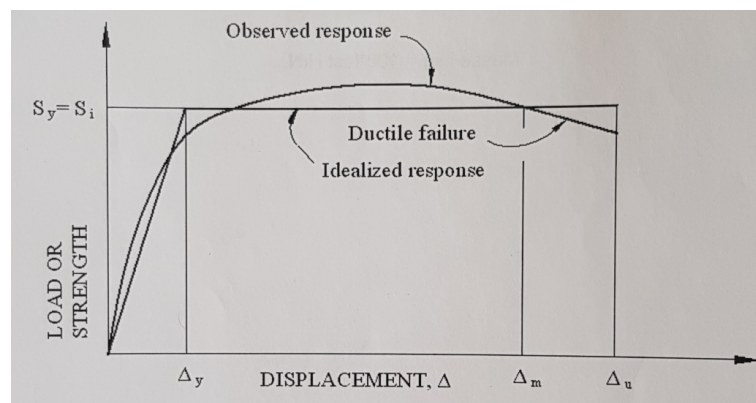 Observed response
Sy= Si
Ductile failure
Idealized response
LOAD OR
STRENGTH
Δy
DISPLACEMENT, Δ
Δm
Δu